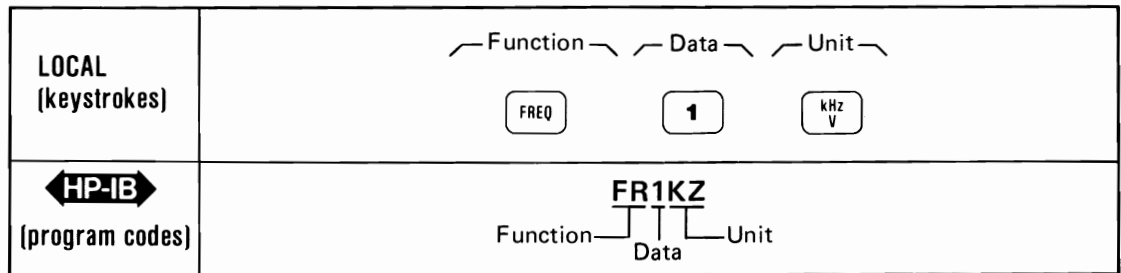 LOCAL
(keystrokes)
Function Data Unit
FREQ 1 kHz
V
HP-IB
(program codes)
FR1KZ
Function Unit
Data